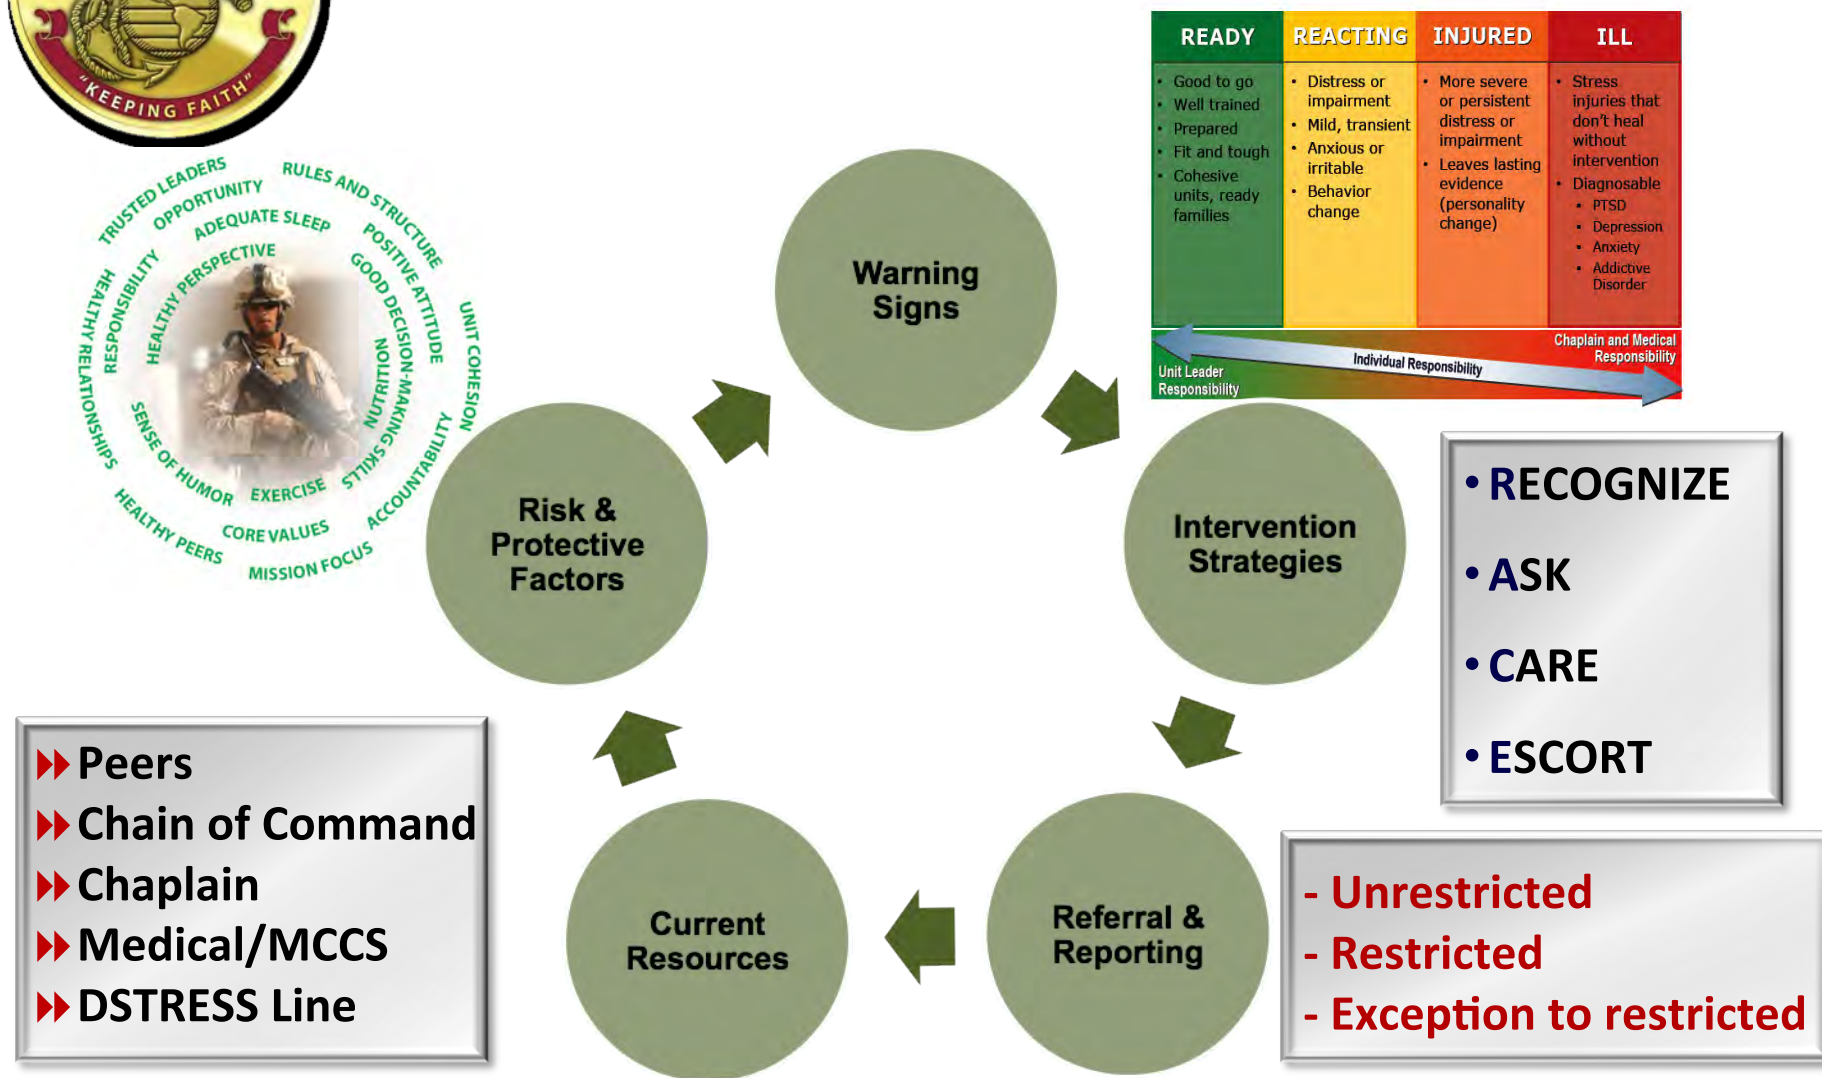 "KEEPING FAITH"
TRUSTED LEADERS
RULES AND STRUCTURE
OPPORTUNITY
ADEQUATE SLEEP
POSITIVE ATTITUDE
HEALTHY PERSPECTIVE
GOOD DECISION-MAKING SKILLS
RESPONSIBILITY
HEALTHY RELATIONSHIPS
UNIT COHESION
NUTRITION
SENSE OF HUMOR
EXERCISE
ACCOUNTABILITY
HEALTHY PEERS
CORE VALUES
MISSION FOCUS
READY
• Good to go
• Well trained
• Prepared
• Fit and tough
• Cohesive
units, ready
families
REACTING
• Distress or
impairment
• Mild, transient
• Anxious or
irritable
• Behavior
change
INJURED
• More severe
or persistent
distress or
impairment
• Leaves lasting
evidence
(personality
change)
ILL
• Stress
injuries that
don't heal
without
intervention
• Diagnosable
▪ PTSD
▪ Depression
▪ Anxiety
▪ Addictive
Disorder
Unit Leader
Responsibility
Individual Responsibility
Chaplain and Medical
Responsibility
Warning
Signs
Intervention
Strategies
• RECOGNIZE
• ASK
• CARE
• ESCORT
Referral &
Reporting
- Unrestricted
- Restricted
- Exception to restricted
Current
Resources
Peers
Chain of Command
Chaplain
Medical/MCCS
DSTRESS Line
Risk &
Protective
Factors